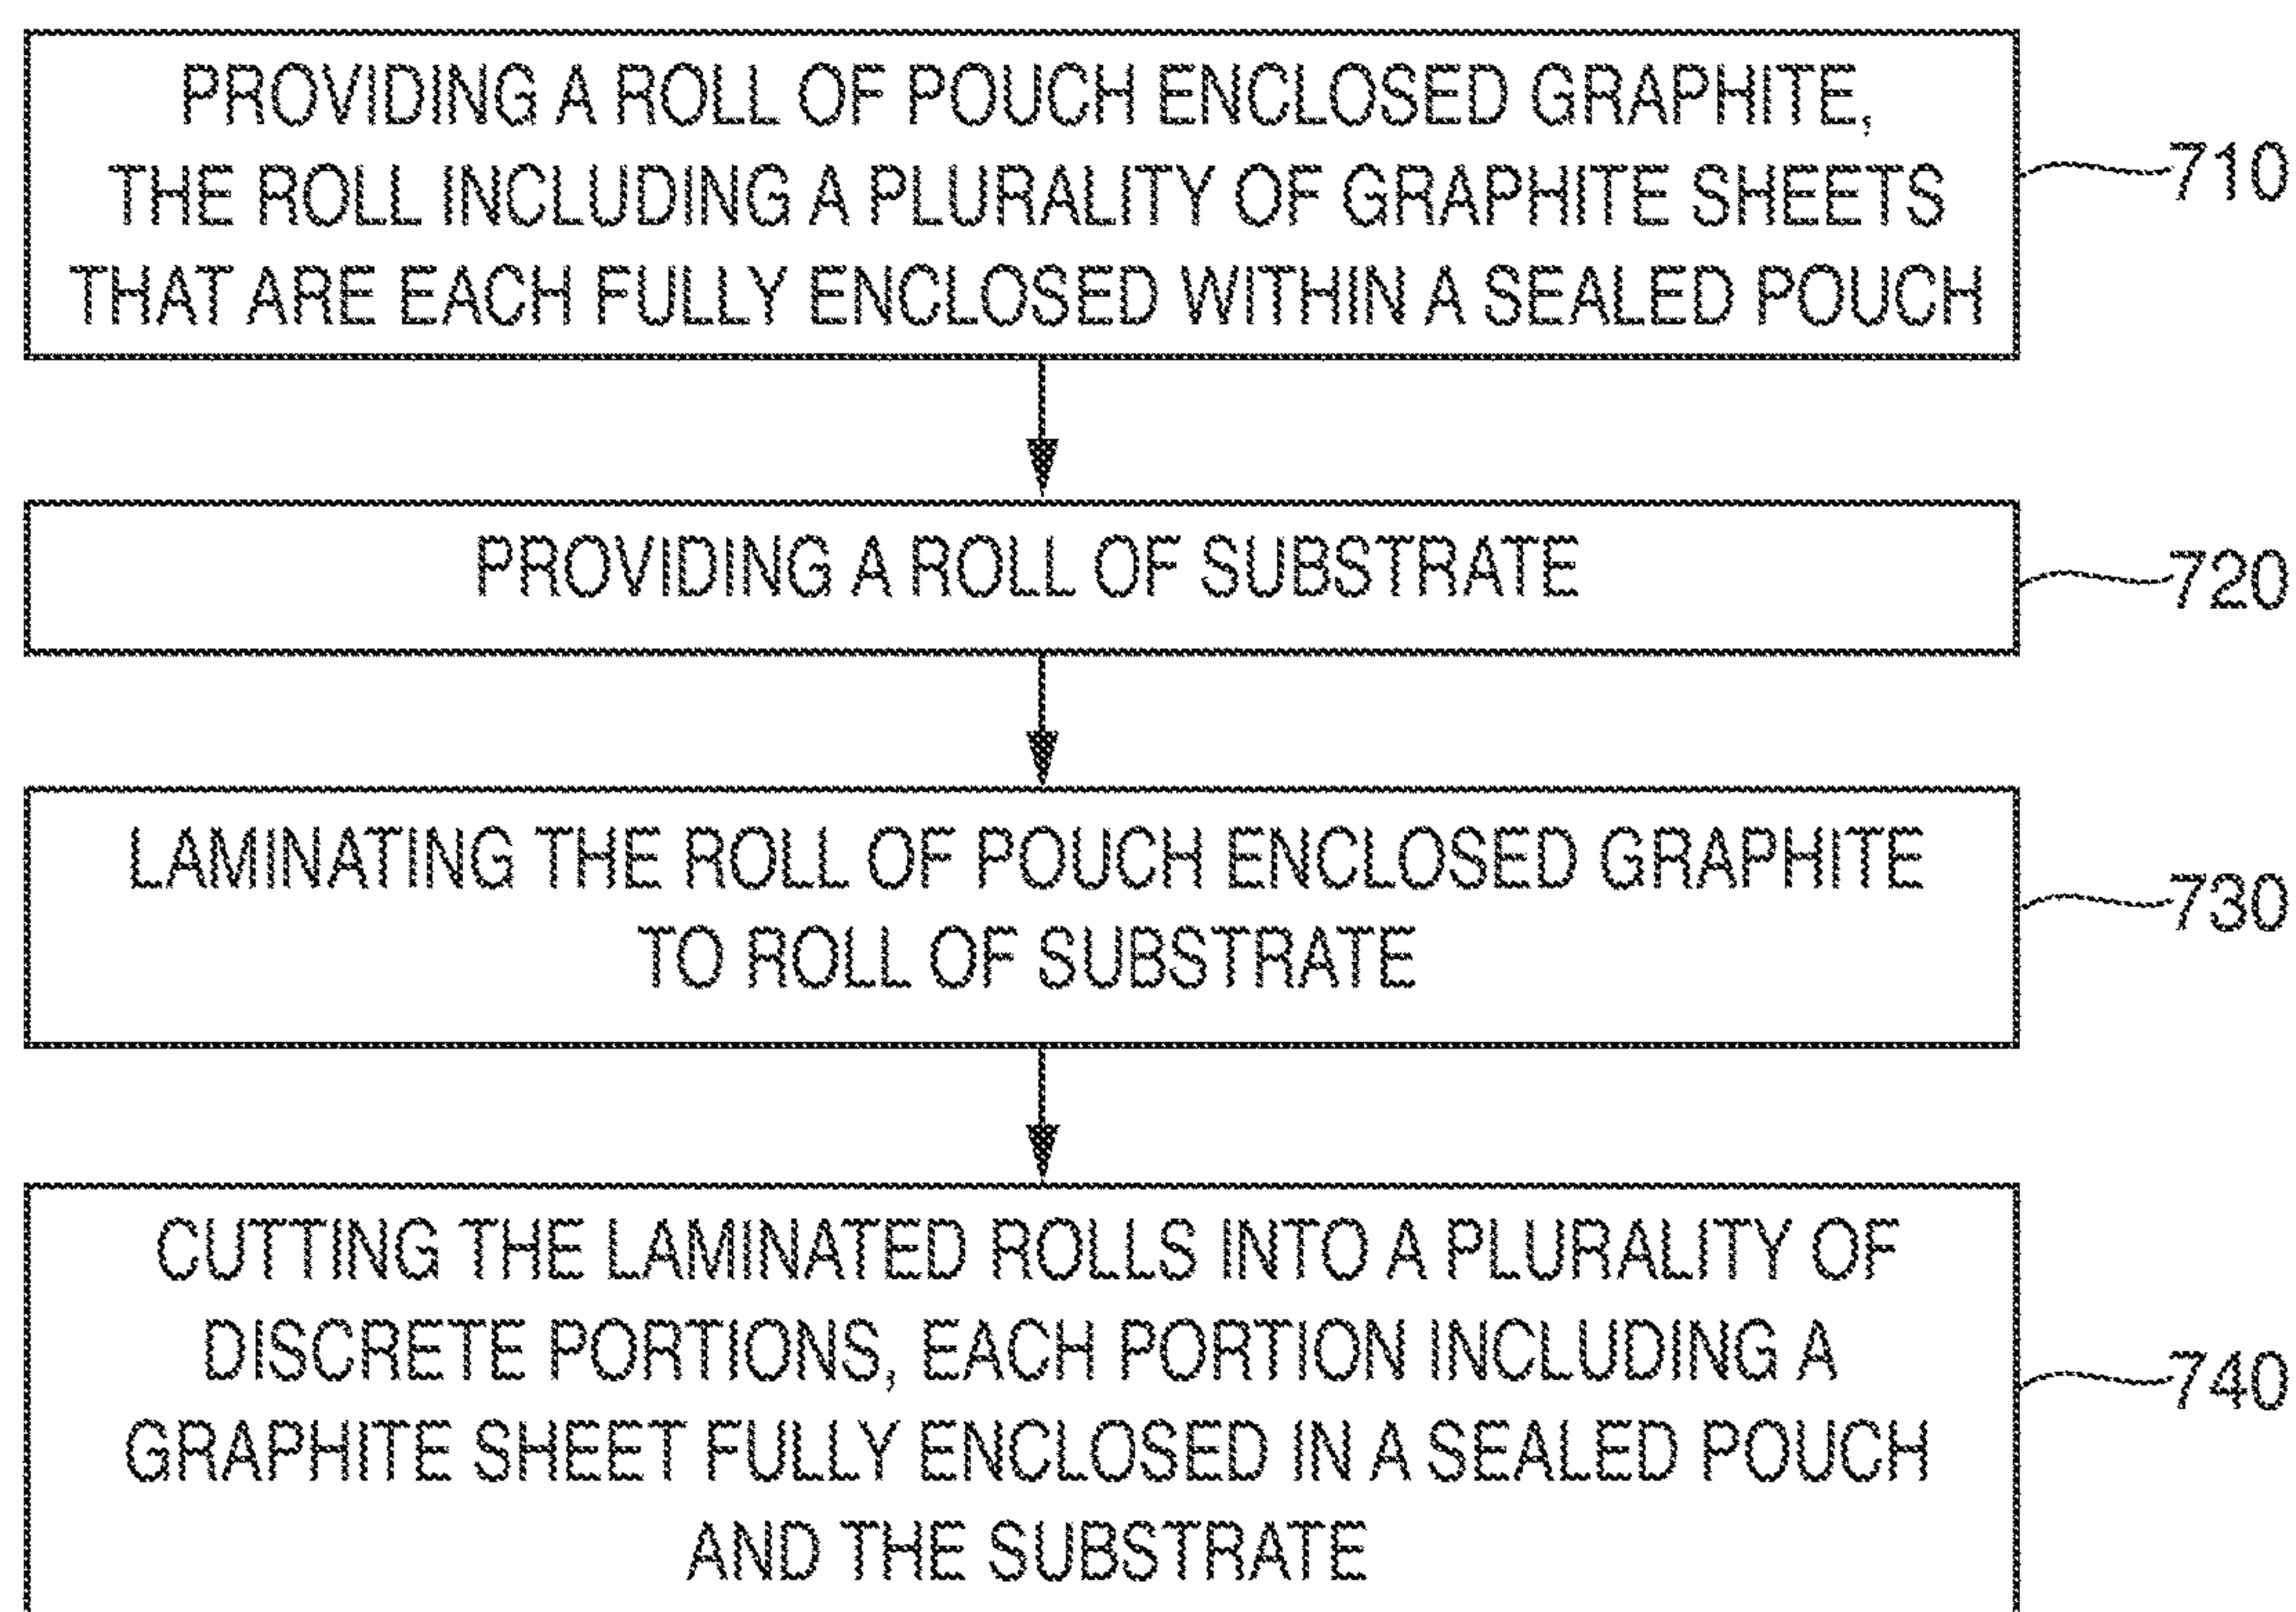 PROVIDING A ROLL OF POUCH ENCLOSED GRAPHITE,
THE ROLL INCLUDING A PLURALITY OF GRAPHITE SHEETS
THAT ARE EACH FULLY ENCLOSED WITHIN A SEALED POUCH
710
PROVIDING A ROLL OF SUBSTRATE
720
LAMINATING THE ROLL OF POUCH ENCLOSED GRAPHITE
TO ROLL OF SUBSTRATE
730
CUTTING THE LAMINATED ROLLS INTO A PLURALITY OF
DISCRETE PORTIONS, EACH PORTION INCLUDING A
GRAPHITE SHEET FULLY ENCLOSED IN A SEALED POUCH
AND THE SUBSTRATE
740